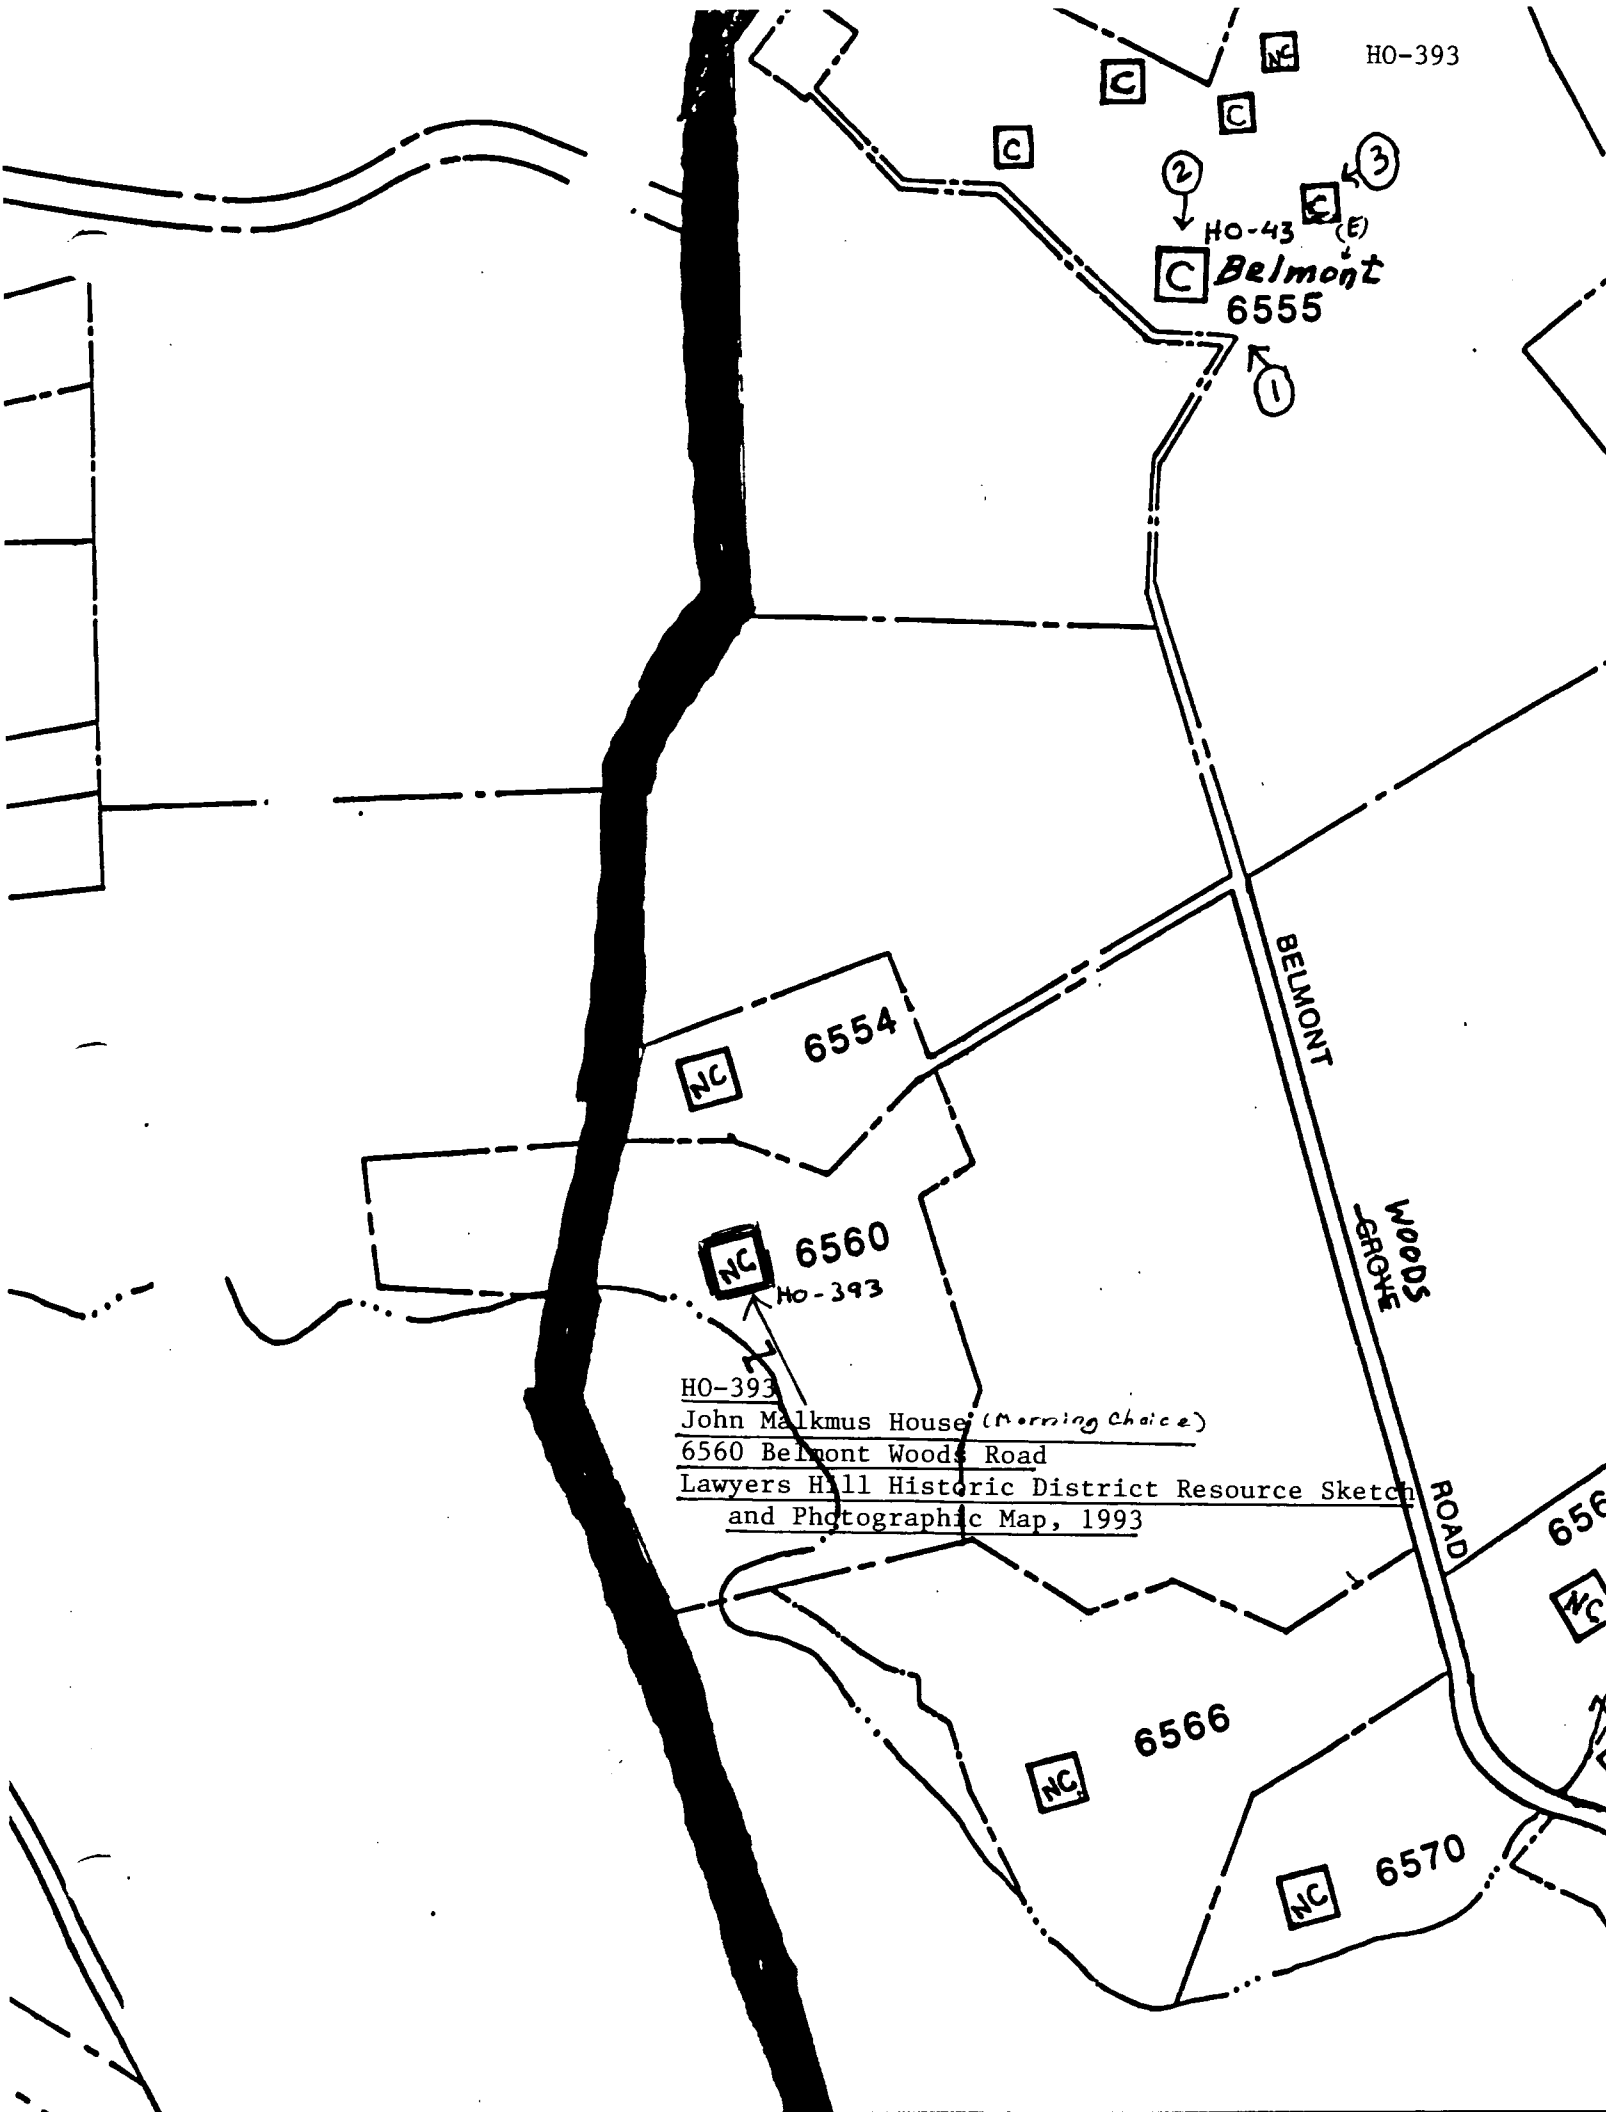 NC
HO-393
C
C
C
2
3
C
HO-43
(E)
C
Belmont
6555
1
BELMONT
6554
NC
WOODS
GROVE
6560
NC
HO-393
HO-393
John Malkmus House (Morning Choice)
6560 Belmont Woods Road
Lawyers Hill Historic District Resource Sketch
and Photographic Map, 1993
ROAD
656
NC
6566
NC
6570
NC